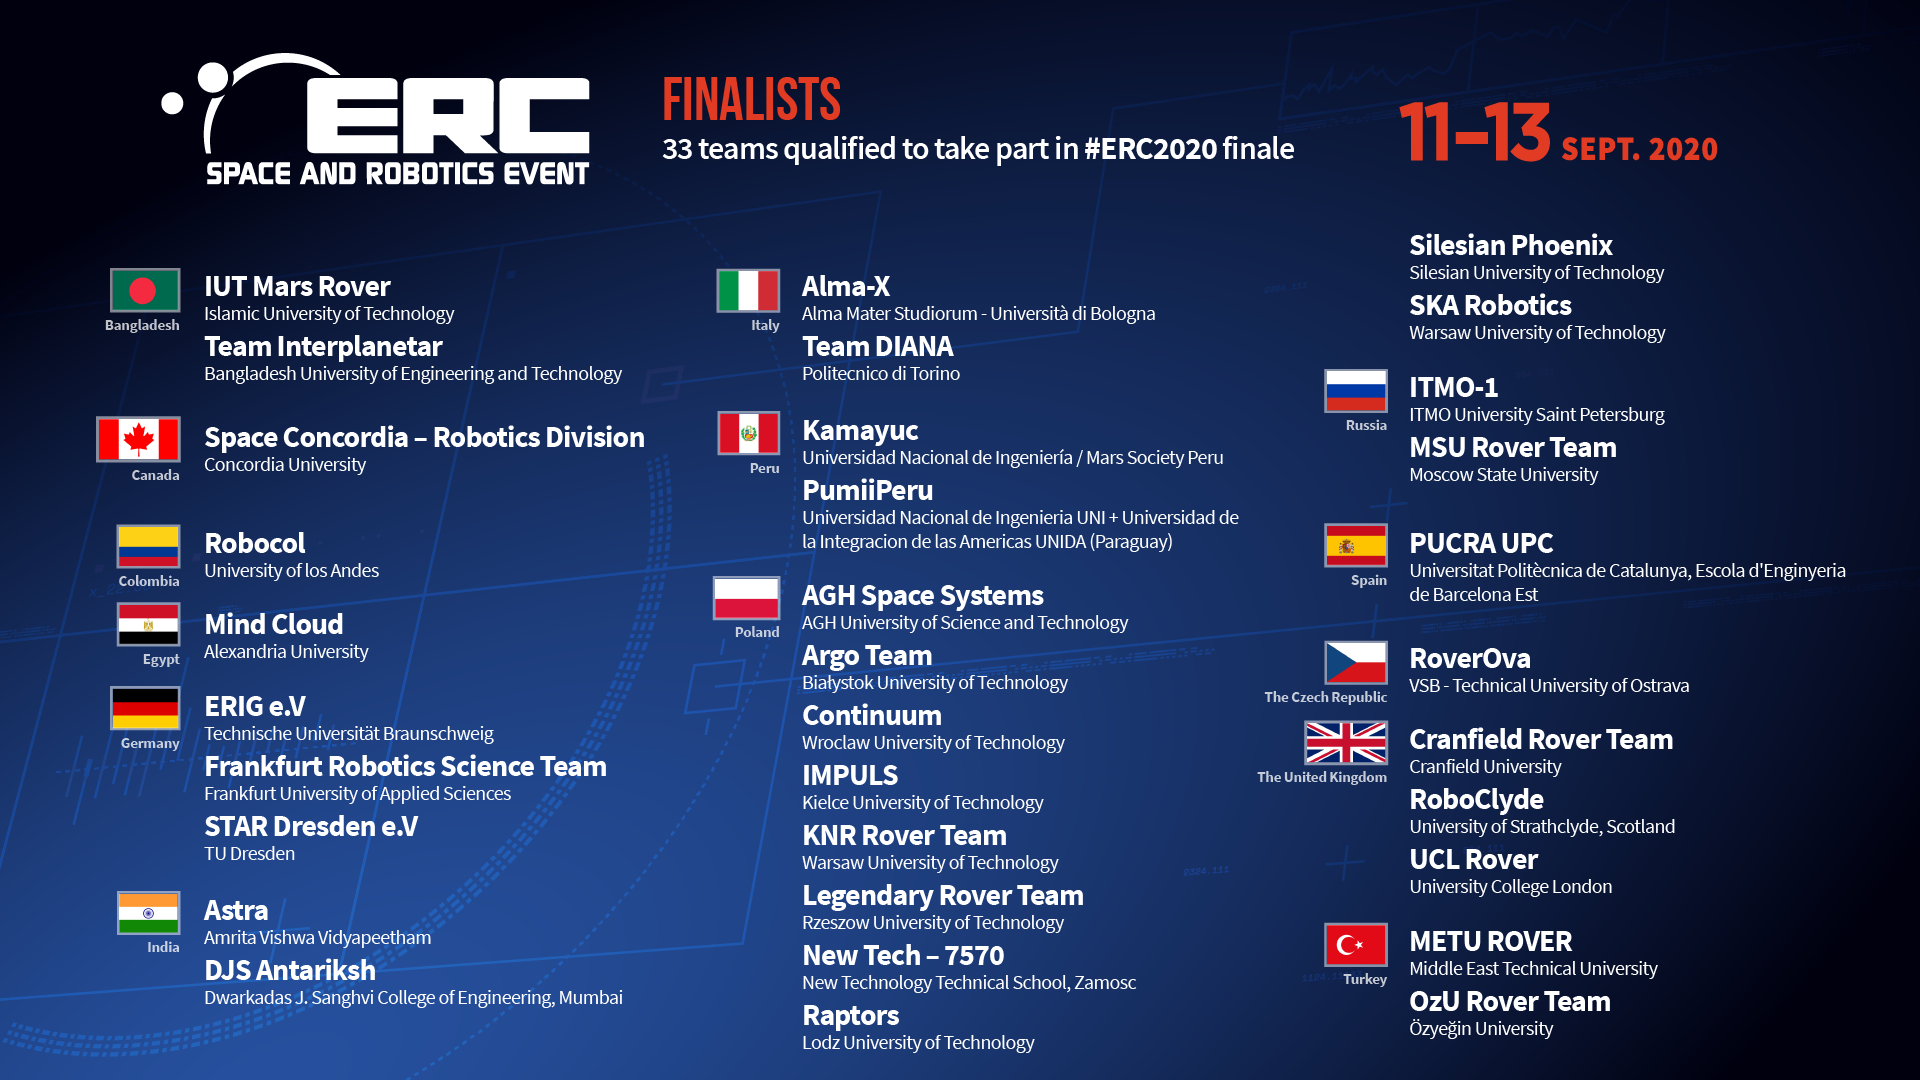 ERC
SPACE AND ROBOTICS EVENT
FINALISTS
33 teams qualified to take part in #ERC2020 finale
11-13 SEPT. 2020
Bangladesh
IUT Mars Rover
Islamic University of Technology
Team Interplanetar
Bangladesh University of Engineering and Technology
Canada
Space Concordia – Robotics Division
Concordia University
Colombia
Robocol
University of los Andes
Egypt
Mind Cloud
Alexandria University
Germany
ERIG e.V
Technische Universität Braunschweig
Frankfurt Robotics Science Team
Frankfurt University of Applied Sciences
STAR Dresden e.V
TU Dresden
India
Astra
Amrita Vishwa Vidyapeetham
DJS Antariksh
Dwarkadas J. Sanghvi College of Engineering, Mumbai
Italy
Alma-X
Alma Mater Studiorum - Università di Bologna
Team DIANA
Politecnico di Torino
Peru
Kamayuc
Universidad Nacional de Ingeniería / Mars Society Peru
PumiiPeru
Universidad Nacional de Ingenieria UNI + Universidad de
la Integracion de las Americas UNIDA (Paraguay)
Poland
AGH Space Systems
AGH University of Science and Technology
Argo Team
Białystok University of Technology
Continuum
Wroclaw University of Technology
IMPULS
Kielce University of Technology
KNR Rover Team
Warsaw University of Technology
Legendary Rover Team
Rzeszow University of Technology
New Tech – 7570
New Technology Technical School, Zamosc
Raptors
Lodz University of Technology
Silesian Phoenix
Silesian University of Technology
SKA Robotics
Warsaw University of Technology
Russia
ITMO-1
ITMO University Saint Petersburg
MSU Rover Team
Moscow State University
Spain
PUCRA UPC
Universitat Politècnica de Catalunya, Escola d'Enginyeria
de Barcelona Est
The Czech Republic
RoverOva
VSB - Technical University of Ostrava
The United Kingdom
Cranfield Rover Team
Cranfield University
RoboClyde
University of Strathclyde, Scotland
UCL Rover
University College London
Turkey
METU ROVER
Middle East Technical University
OzU Rover Team
Özyeğin University